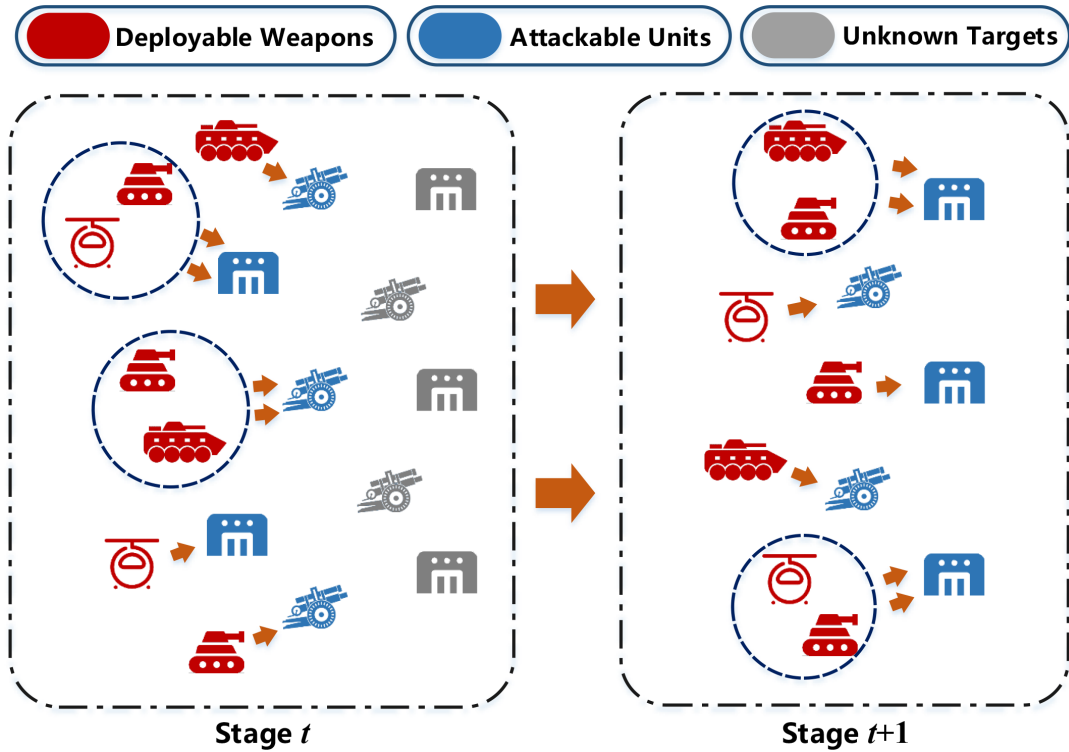 Deployable Weapons
Attackable Units
Unknown Targets
Stage t
Stage t+1